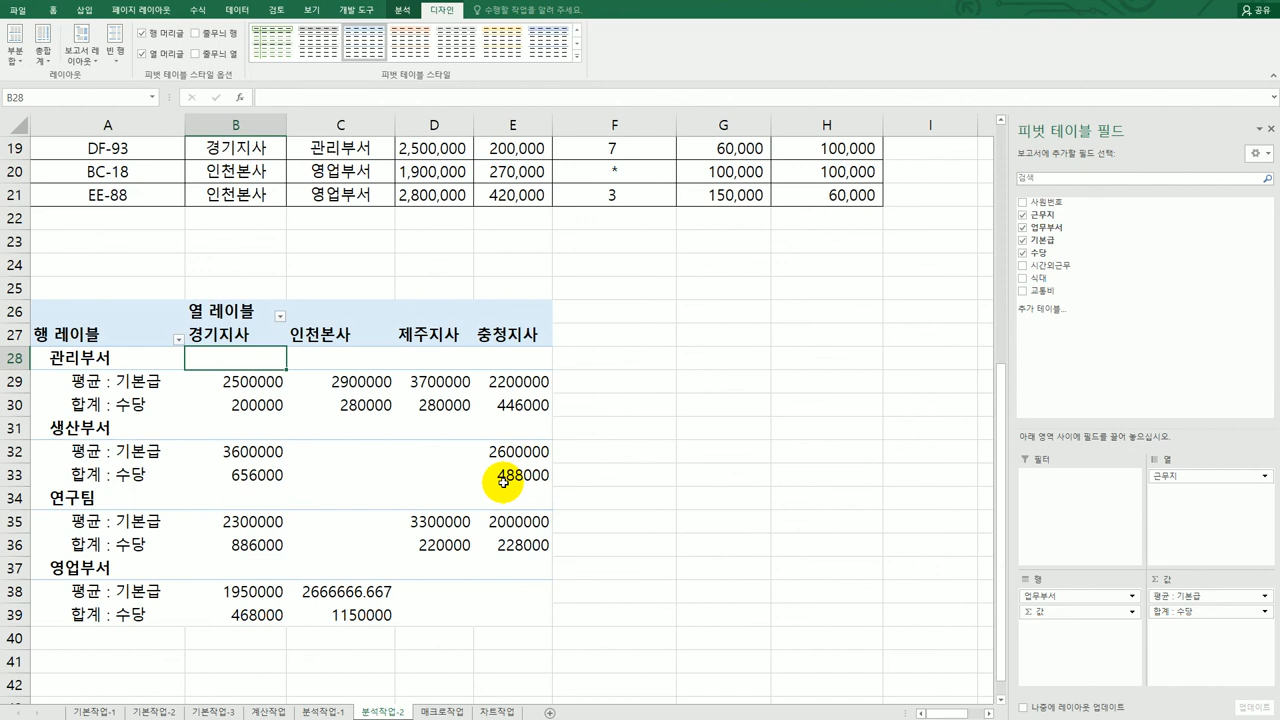 파일 홈 삽입 페이지 레이아웃 수식 데이터 검토 보기 개발 도구 분석 디자인 수행할 작업을 알려 주세요. 공유
부분 총합 보고서 레 빈 행
합 계 이아웃
행 머리글 줄무늬 행
열 머리글 줄무늬 열
레이아웃 피벗 테이블 스타일 옵션 피벗 테이블 스타일
B28 fx
A B C D E F G H I
19 DF-93 경기지사 관리부서 2,500,000 200,000 7 60,000 100,000
20 BC-18 인천본사 영업부서 1,900,000 270,000 * 100,000 100,000
21 EE-88 인천본사 영업부서 2,800,000 420,000 3 150,000 60,000
22
23
24
25
26 열 레이블
27 행 레이블 경기지사 인천본사 제주지사 충청지사
28 관리부서
29 평균 : 기본급 2500000 2900000 3700000 2200000
30 합계 : 수당 200000 280000 280000 446000
31 생산부서
32 평균 : 기본급 3600000 2600000
33 합계 : 수당 656000 488000
34 연구팀
35 평균 : 기본급 2300000 3300000 2000000
36 합계 : 수당 886000 220000 228000
37 영업부서
38 평균 : 기본급 1950000 2666666.667
39 합계 : 수당 468000 1150000
40
41
42
기본작업-1 기본작업-2 기본작업-3 계산작업 분석작업-1 분석작업-2 매크로작업 차트작업
피벗 테이블 필드
보고서에 추가할 필드 선택:
검색
사원번호
근무지
업무부서
기본급
수당
시간외근무
식대
교통비
추가 테이블...
아래 영역 사이에 필드를 끌어 놓으십시오.
필터 열
근무지
행 Σ 값
업무부서 평균 : 기본급
Σ 값 합계 : 수당
나중에 레이아웃 업데이트 업데이트